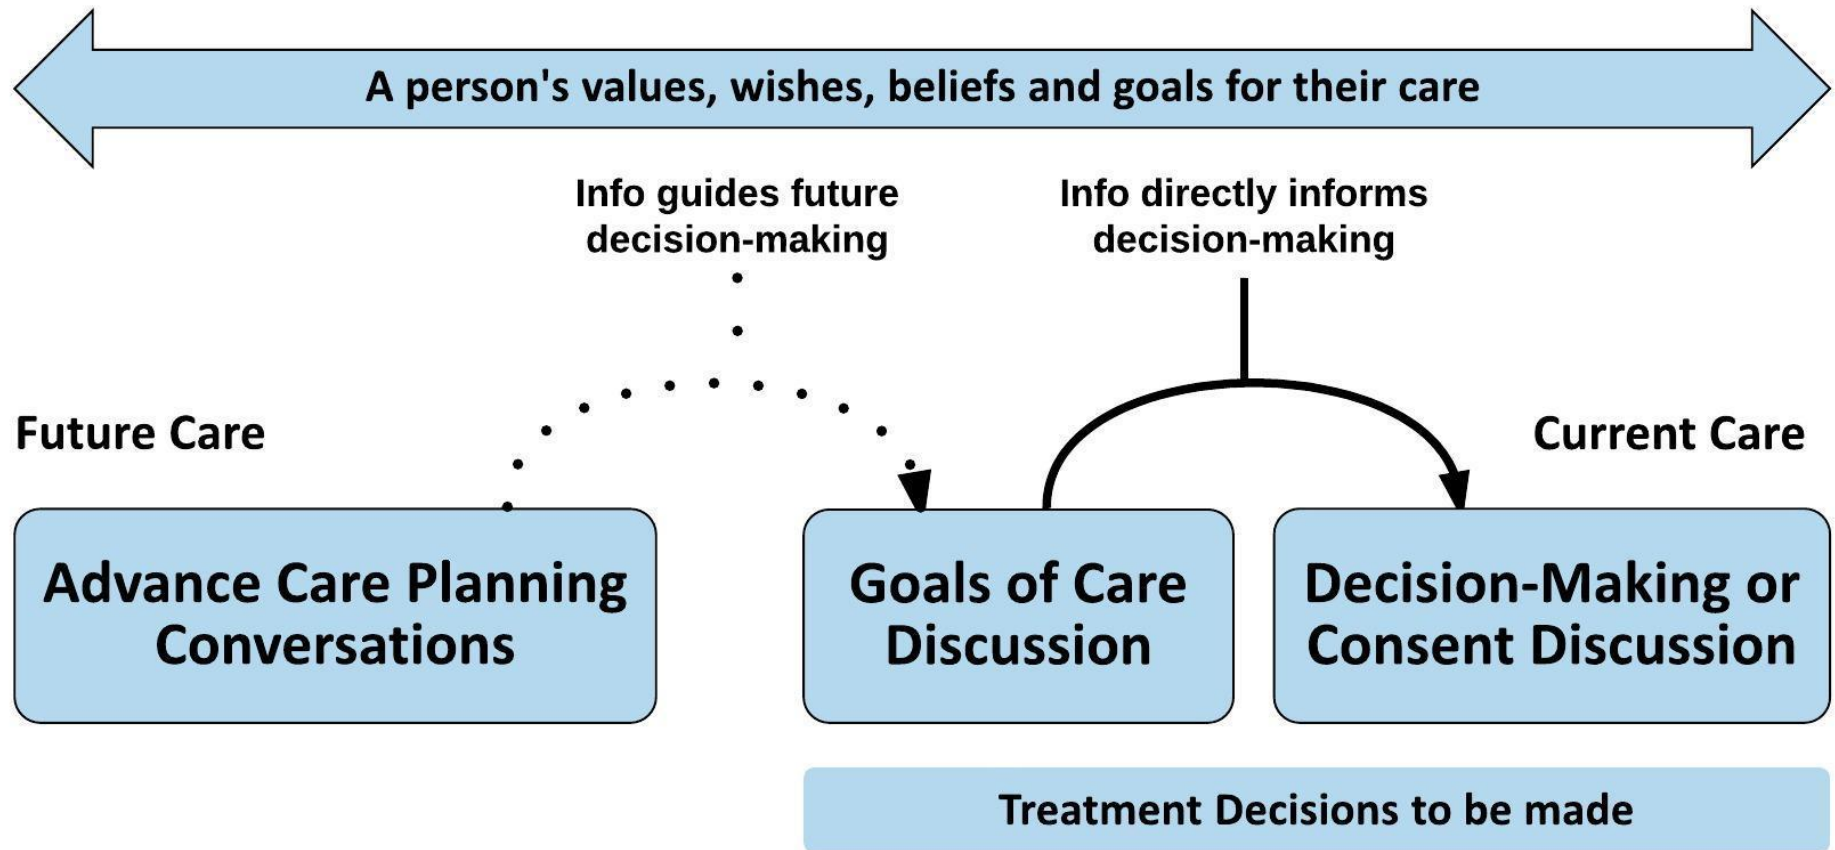 A person's values, wishes, beliefs and goals for their care
Info guides future
decision-making
Info directly informs
decision-making
Future Care
Current Care
Advance Care Planning
Conversations
Goals of Care
Discussion
Decision-Making or
Consent Discussion
Treatment Decisions to be made